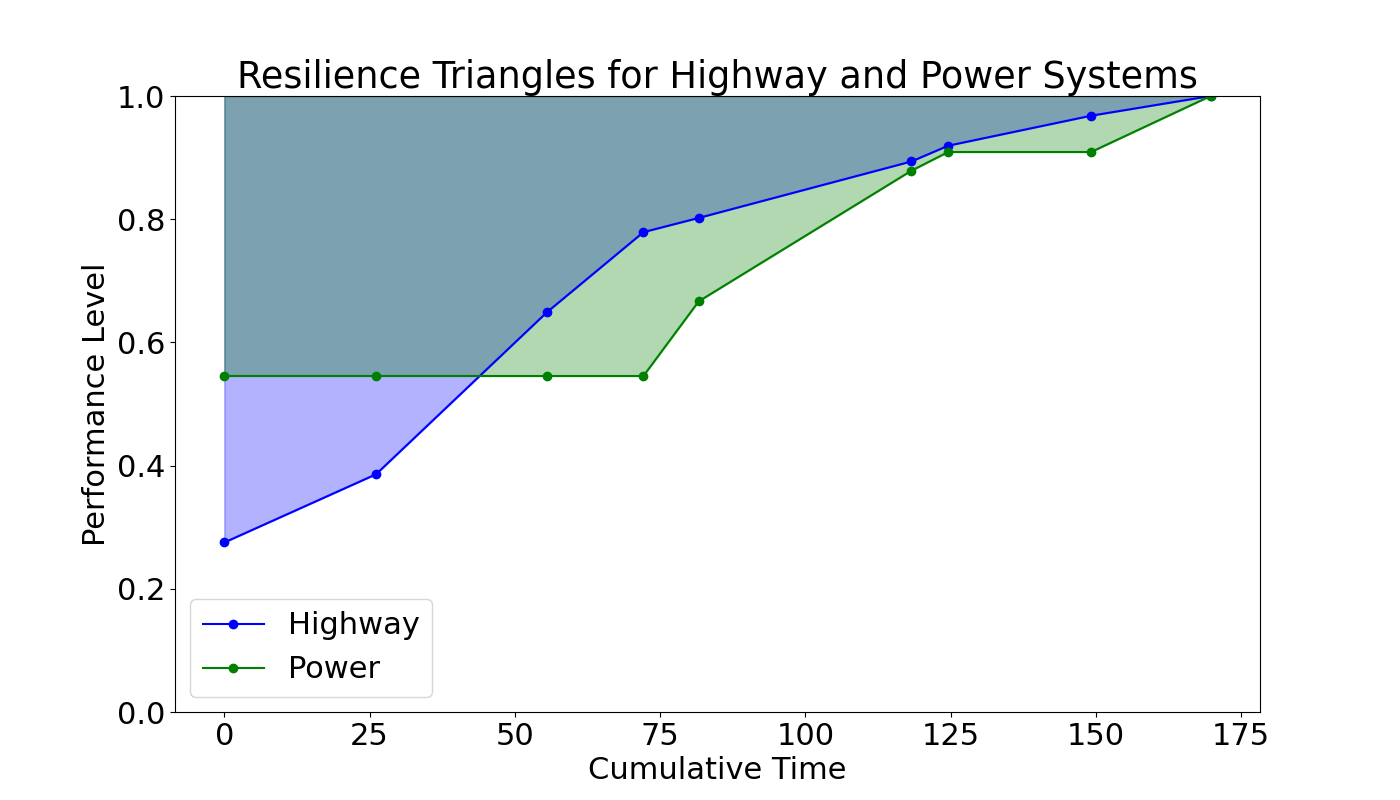 Resilience Triangles for Highway and Power Systems
1.0
0.8
0.6
0.4
0.2
0.0
Performance Level
Highway
Power
0 25 50 75 100 125 150 175
Cumulative Time